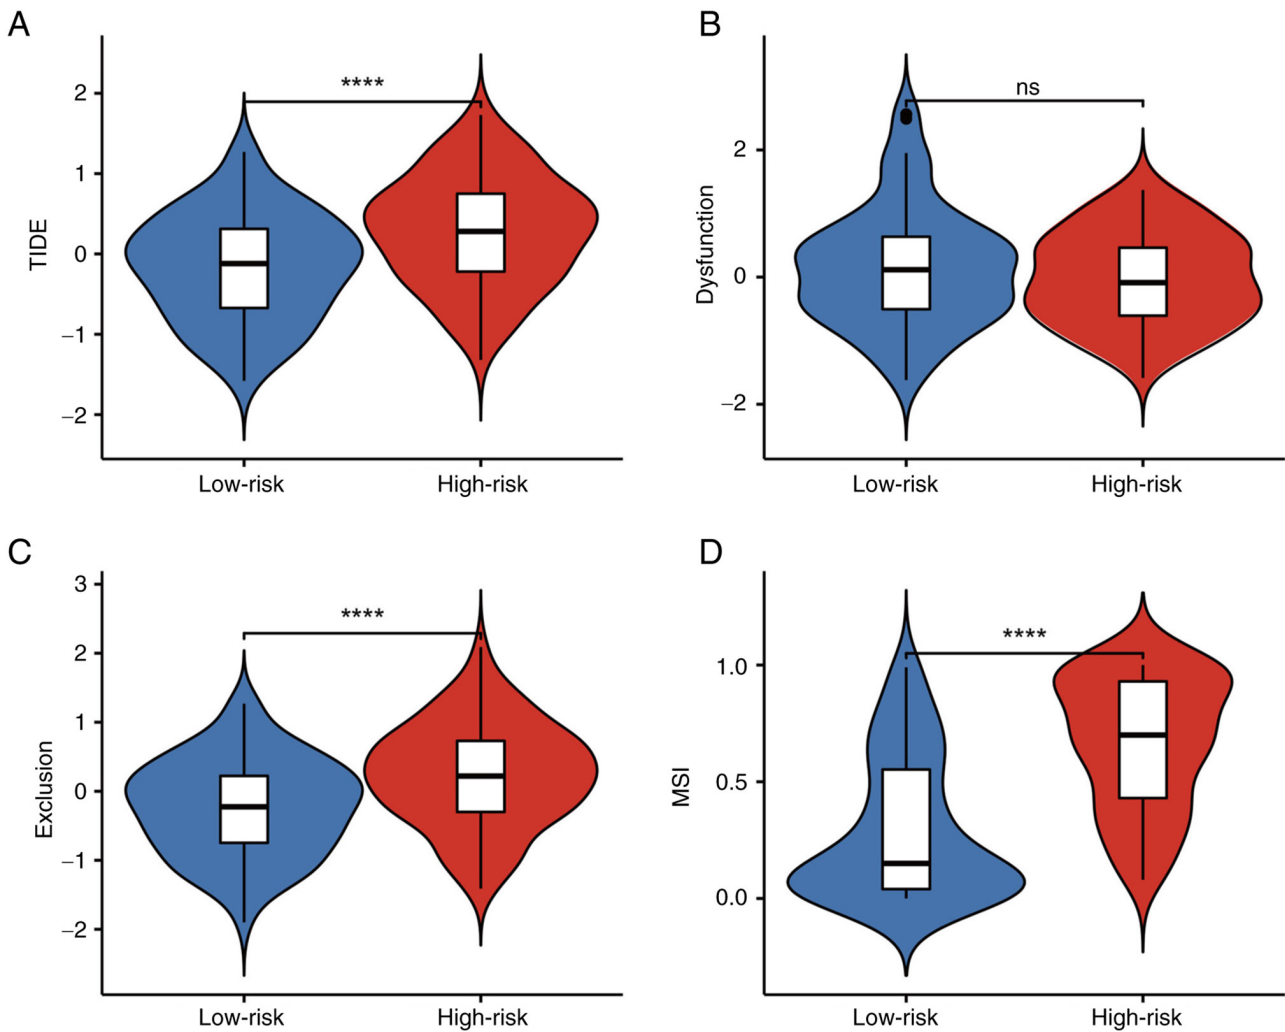 A
TIDE
2
1
0
−1
−2
****
Low-risk
High-risk
B
Dysfunction
2
0
−2
ns
Low-risk
High-risk
C
Exclusion
3
2
1
0
−1
−2
****
Low-risk
High-risk
D
MSI
1.0
0.5
0.0
****
Low-risk
High-risk